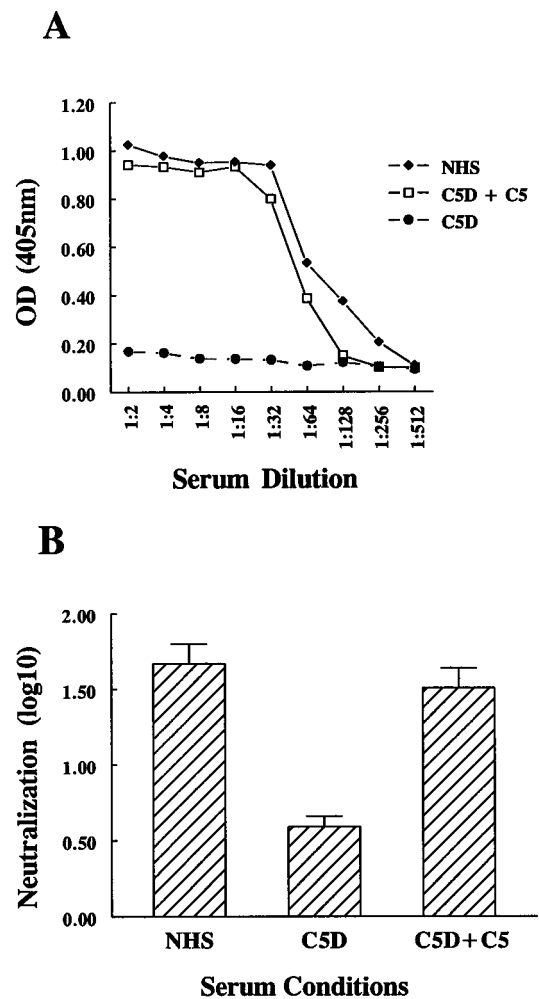 A
OD (405nm)
1.20
1.00
0.80
0.60
0.40
0.20
0.00
NHS
C5D + C5
C5D
1:2
1:4
1:8
1:16
1:32
1:64
1:128
1:256
1:512
Serum Dilution
B
Neutralization (log10)
2.00
1.50
1.00
0.50
0.00
NHS
C5D
C5D+C5
Serum Conditions